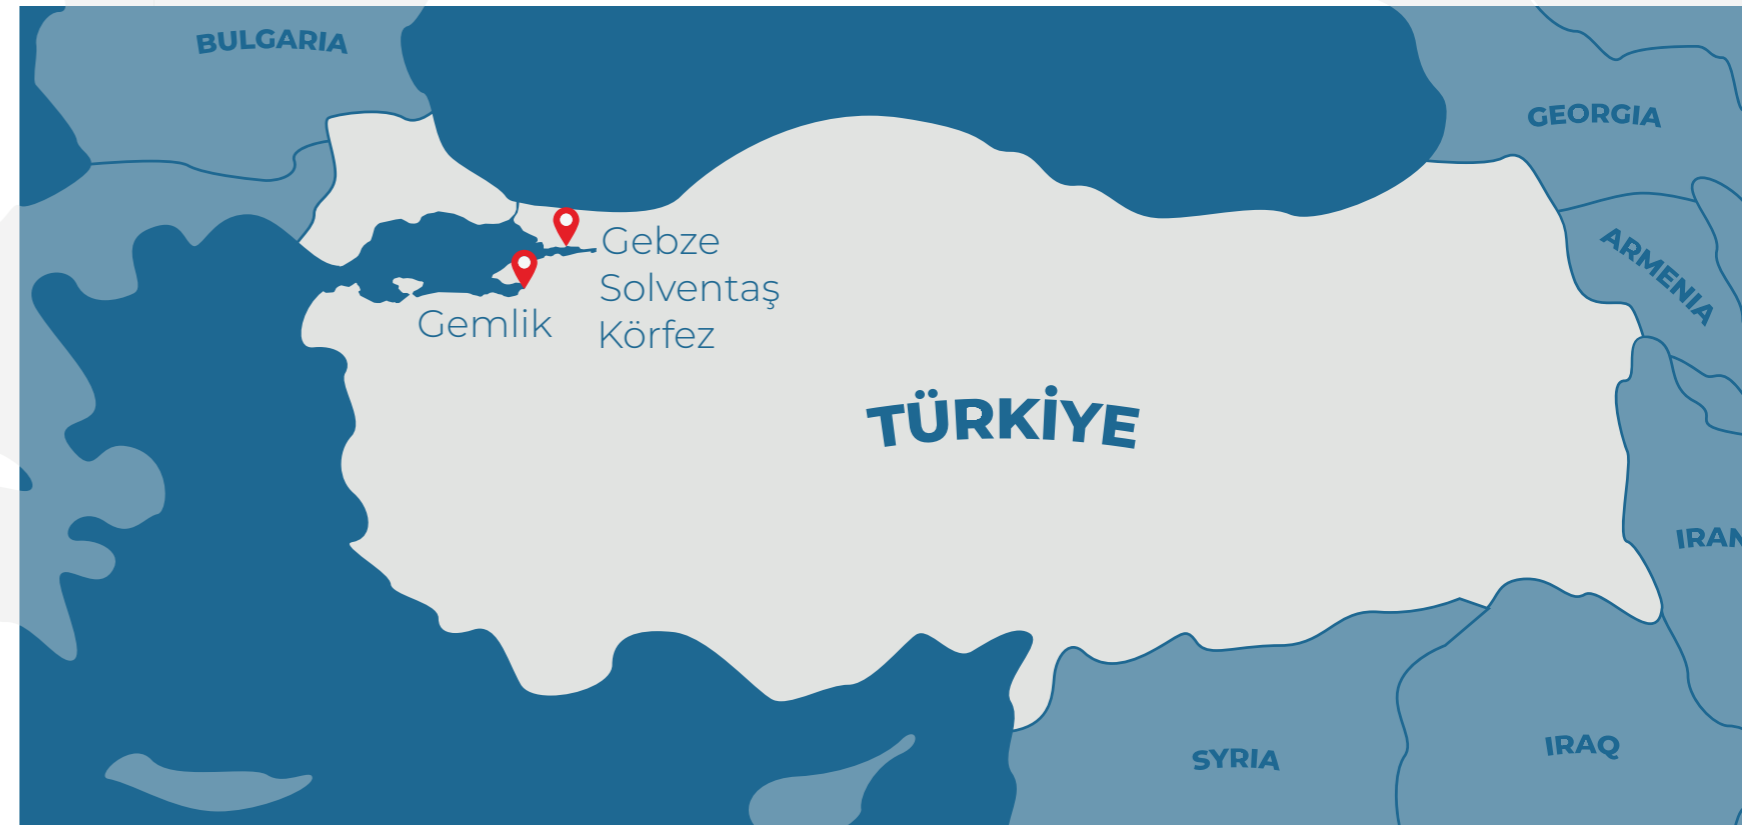 BULGARIA
GEORGIA
ARMENIA
Gebze
Solventaş
Körfez
Gemlik
TÜRKİYE
IRAN
SYRIA
IRAQ